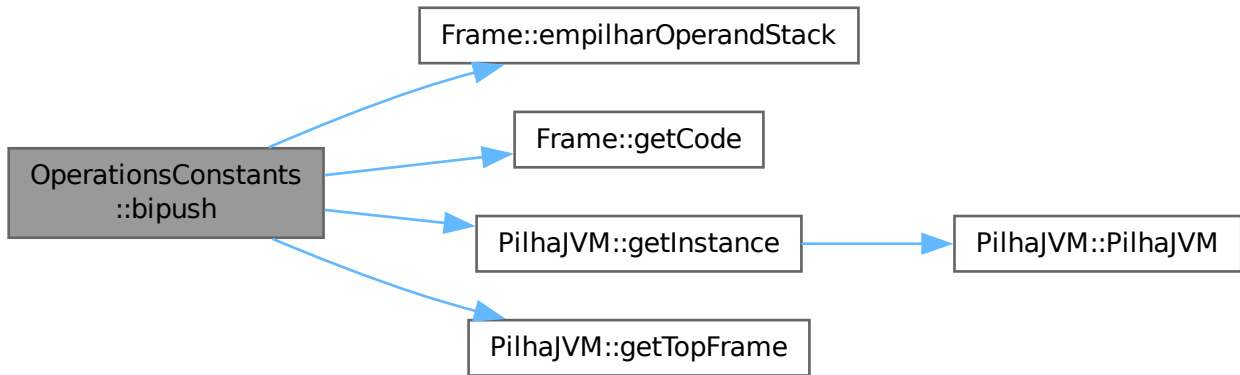 Frame::empilharOperandStack
Frame::getCode
OperationsConstants
::bipush
PilhaJVM::getInstance
PilhaJVM::PilhaJVM
PilhaJVM::getTopFrame